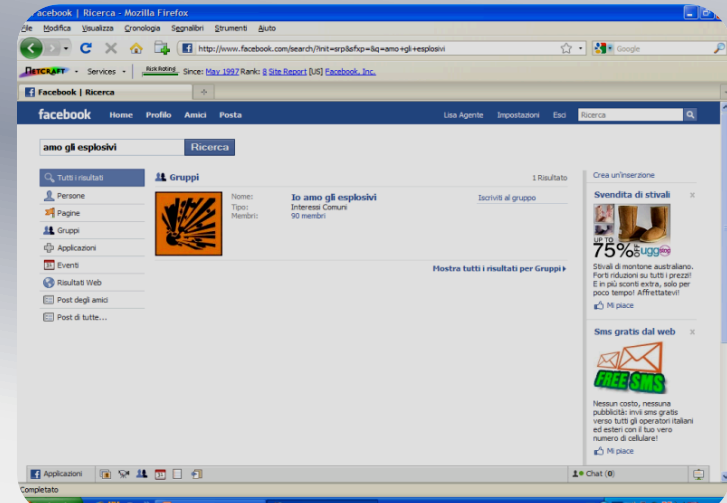 Facebook | Ricerca - Mozilla Firefox
File Modifica Visualizza Cronologia Segnalibri Strumenti Aiuto
http://www.facebook.com/search/?init=srp&sfxp=&q=amo+gli+esplosivi
Google
NETCRAFT Services Risk Rating Since: May 1997 Rank: 8 Site Report [US] Facebook, Inc.
Facebook | Ricerca
facebook Home Profilo Amici Posta Lisa Agente Impostazioni Esci Ricerca
amo gli esplosivi Ricerca
Tutti i risultati
Persone
Pagine
Gruppi
Applicazioni
Eventi
Risultati Web
Post degli amici
Post di tutte...
Gruppi 1 Risultato
Nome: Io amo gli esplosivi Iscriviti al gruppo
Tipo: Interessi Comuni
Membri: 90 membri
Mostra tutti i risultati per Gruppi
Crea un'inserzione
Svendita di stivali x
UP TO
75% ugg
Stivali di montone australiano.
Forti riduzioni su tutti i prezzi!
E in più sconti extra, solo per
poco tempo! Affrettatevi!
Mi piace
Sms gratis dal web x
FREE SMS
Nessun costo, nessuna
pubblicità: invii sms gratis
verso tutti gli operatori italiani
ed esteri con il tuo vero
numero di cellulare!
Mi piace
Applicazioni Chat (0)
Completato